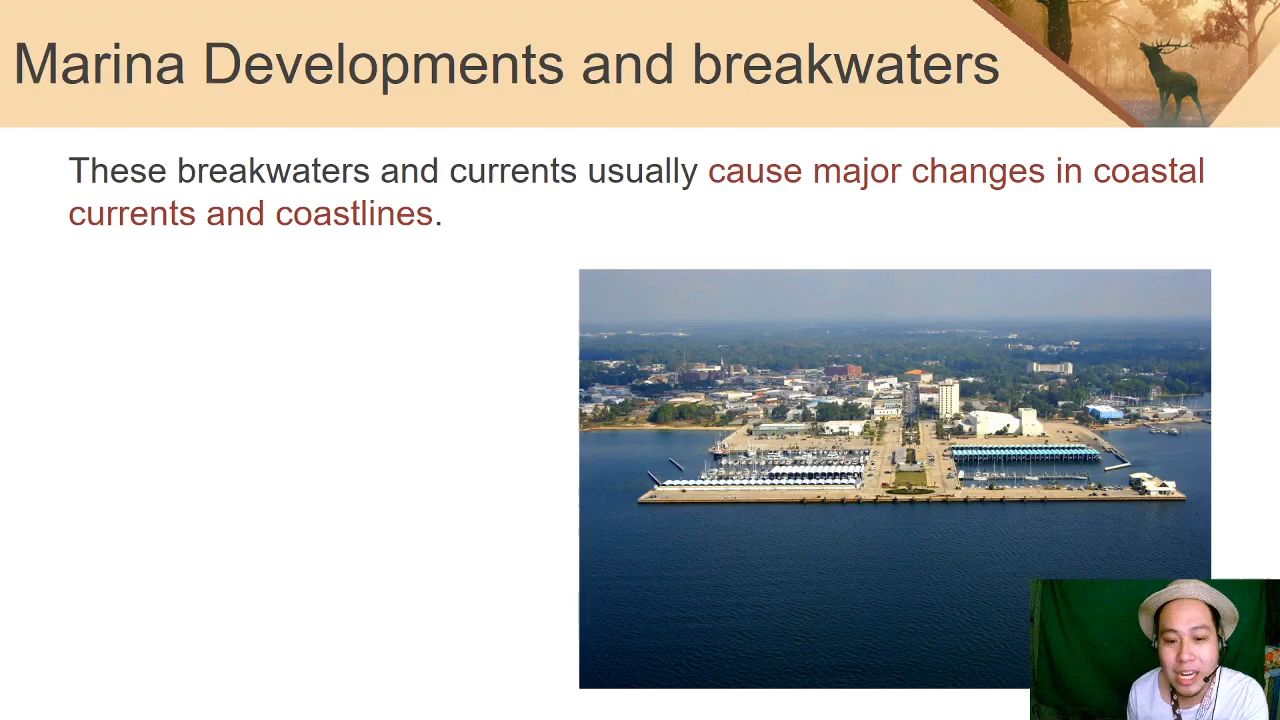 Marina Developments and breakwaters
These breakwaters and currents usually cause major changes in coastal
currents and coastlines.